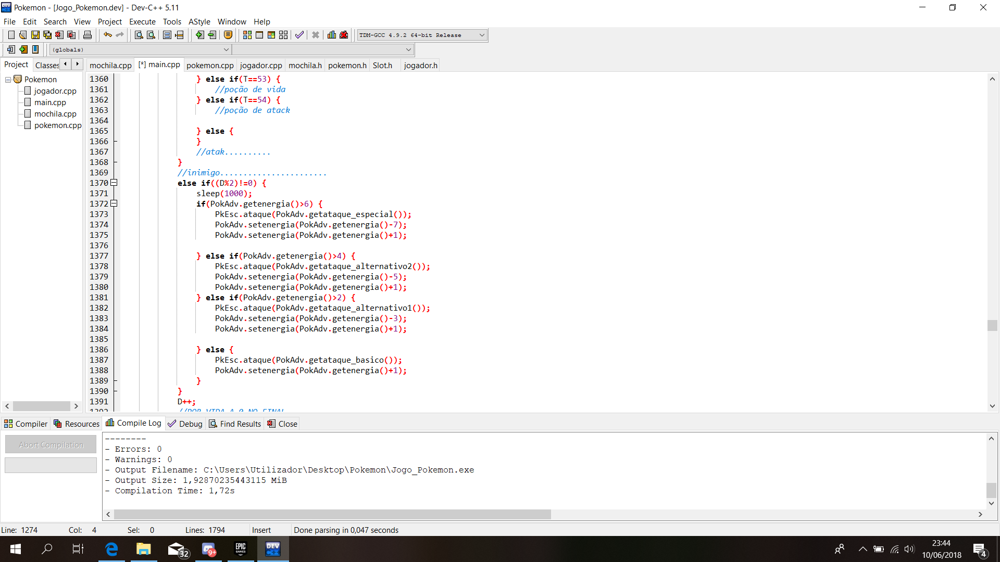 Pokemon - [Jogo_Pokemon.dev] - Dev-C++ 5.11
File Edit Search View Project Execute Tools AStyle Window Help
TDM-GCC 4.9.2 64-bit Release
(globals)
Project Classes mochila.cpp [*] main.cpp pokemon.cpp jogador.cpp mochila.h pokemon.h Slot.h jogador.h
Pokemon
jogador.cpp
main.cpp
mochila.cpp
pokemon.cpp
1360 } else if(T==53) {
1361 //poção de vida
1362 } else if(T==54) {
1363 //poção de atack
1364
1365 } else {
1366 }
1367 //atak..........
1368 }
1369 //inimigo.......................
1370 else if((D%2)!=0) {
1371 sleep(1000);
1372 if(PokAdv.getenergia()>6) {
1373 PkEsc.ataque(PokAdv.getataque_especial());
1374 PokAdv.setenergia(PokAdv.getenergia()-7);
1375 PokAdv.setenergia(PokAdv.getenergia()+1);
1376
1377 } else if(PokAdv.getenergia()>4) {
1378 PkEsc.ataque(PokAdv.getataque_alternativo2());
1379 PokAdv.setenergia(PokAdv.getenergia()-5);
1380 PokAdv.setenergia(PokAdv.getenergia()+1);
1381 } else if(PokAdv.getenergia()>2) {
1382 PkEsc.ataque(PokAdv.getataque_alternativo1());
1383 PokAdv.setenergia(PokAdv.getenergia()-3);
1384 PokAdv.setenergia(PokAdv.getenergia()+1);
1385
1386 } else {
1387 PkEsc.ataque(PokAdv.getataque_basico());
1388 PokAdv.setenergia(PokAdv.getenergia()+1);
1389 }
1390 }
1391 D++;
1392 VIDA A 0 NO FINAL
Compiler Resources Compile Log Debug Find Results Close
Abort Compilation
--------
- Errors: 0
- Warnings: 0
- Output Filename: C:\Users\Utilizador\Desktop\Pokemon\Jogo_Pokemon.exe
- Output Size: 1,92870235443115 MiB
- Compilation Time: 1,72s
Line: 1274 Col: 4 Sel: 0 Lines: 1794 Insert Done parsing in 0,047 seconds
32 9+ EPIC GAMES DEV C++
23:44
10/06/2018
4